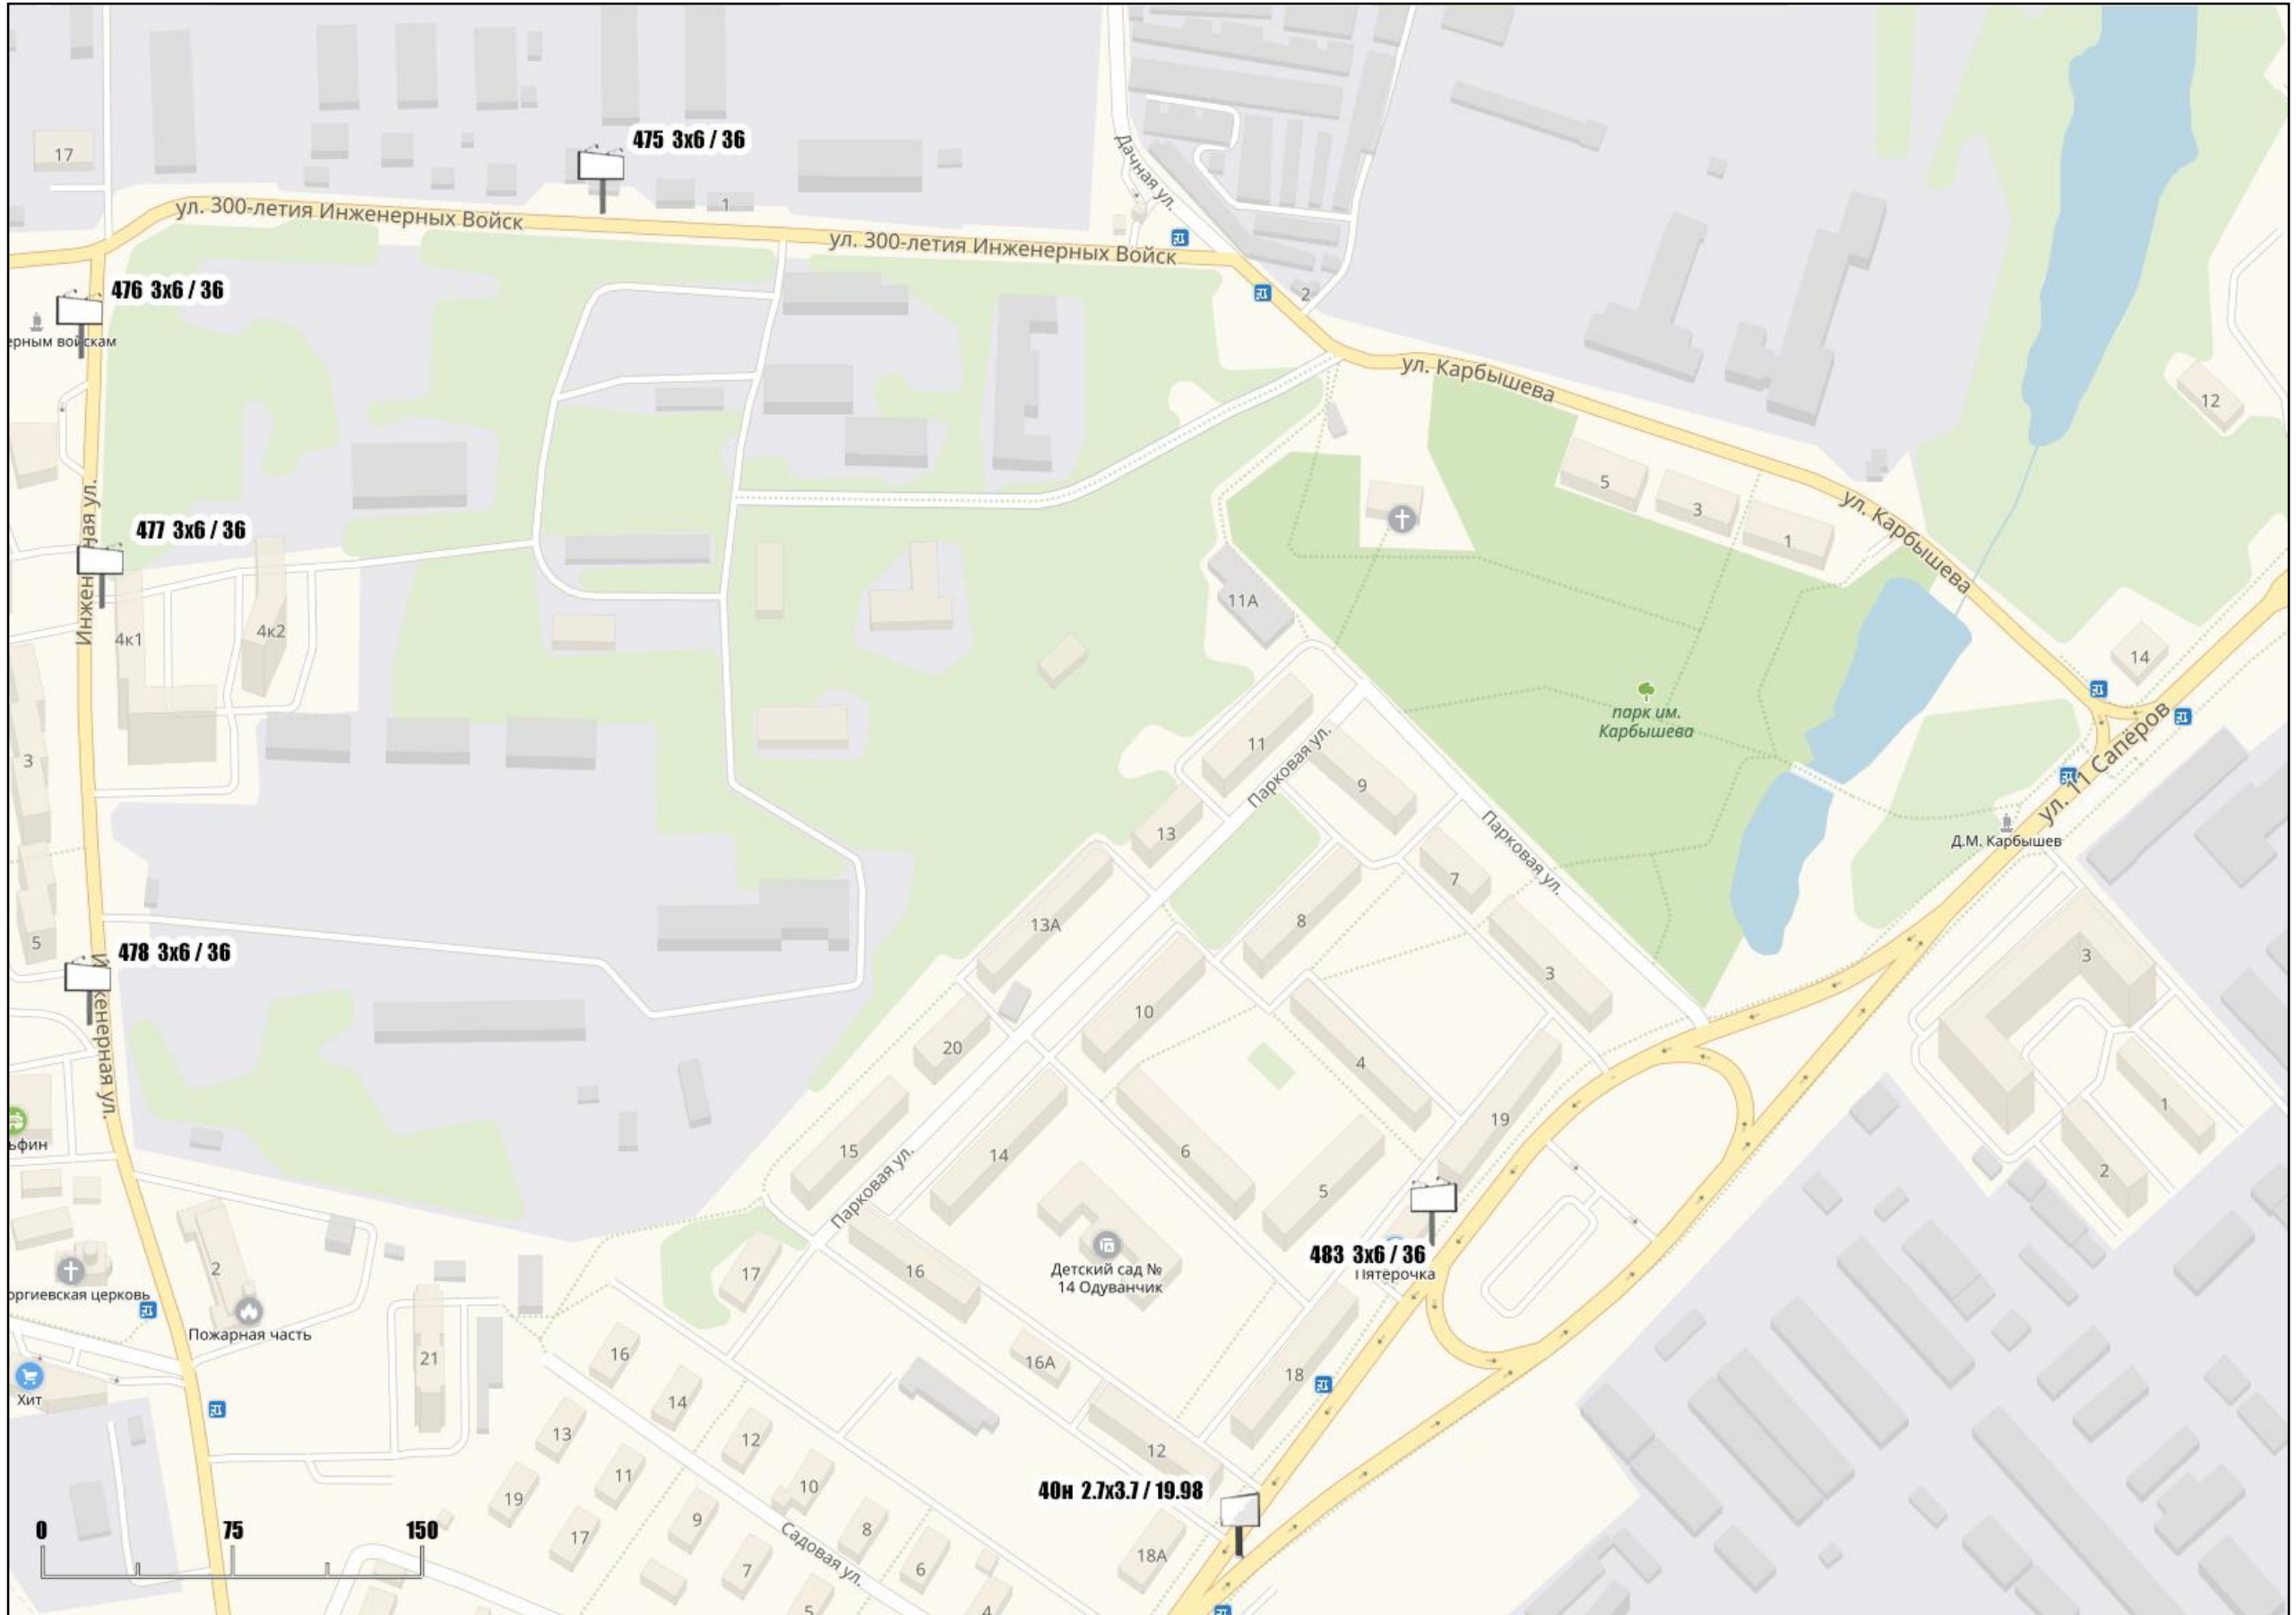 475 3х6 / 36
17
1
Дачная ул.
ул. 300-летия Инженерных Войск
ул. 300-летия Инженерных Войск
476 3х6 / 36
2
ерным войскам
ул. Карбышева
12
5
3
1
ул. Карбышева
477 3х6 / 36
Инженерная ул.
11А
4к1
4к2
14
парк им.
Карбышева
11
Парковая ул.
9
3
ул. 11 Сапёров
13
Парковая ул.
Д.М. Карбышев
7
13А
8
5
478 3х6 / 36
3
3
10
Инженерная ул.
20
4
1
19
ьфин
15
14
6
2
5
Парковая ул.
2
17
16
Детский сад №
14 Одуванчик
483 3х6 / 36
Пятёрочка
оргиевская церковь
Пожарная часть
21
16
16А
18
Хит
14
13
12
12
11
10
40н 2.7х3.7 / 19.98
19
9
8
17
Садовая ул.
0 75 150
7
6
18А
5
4